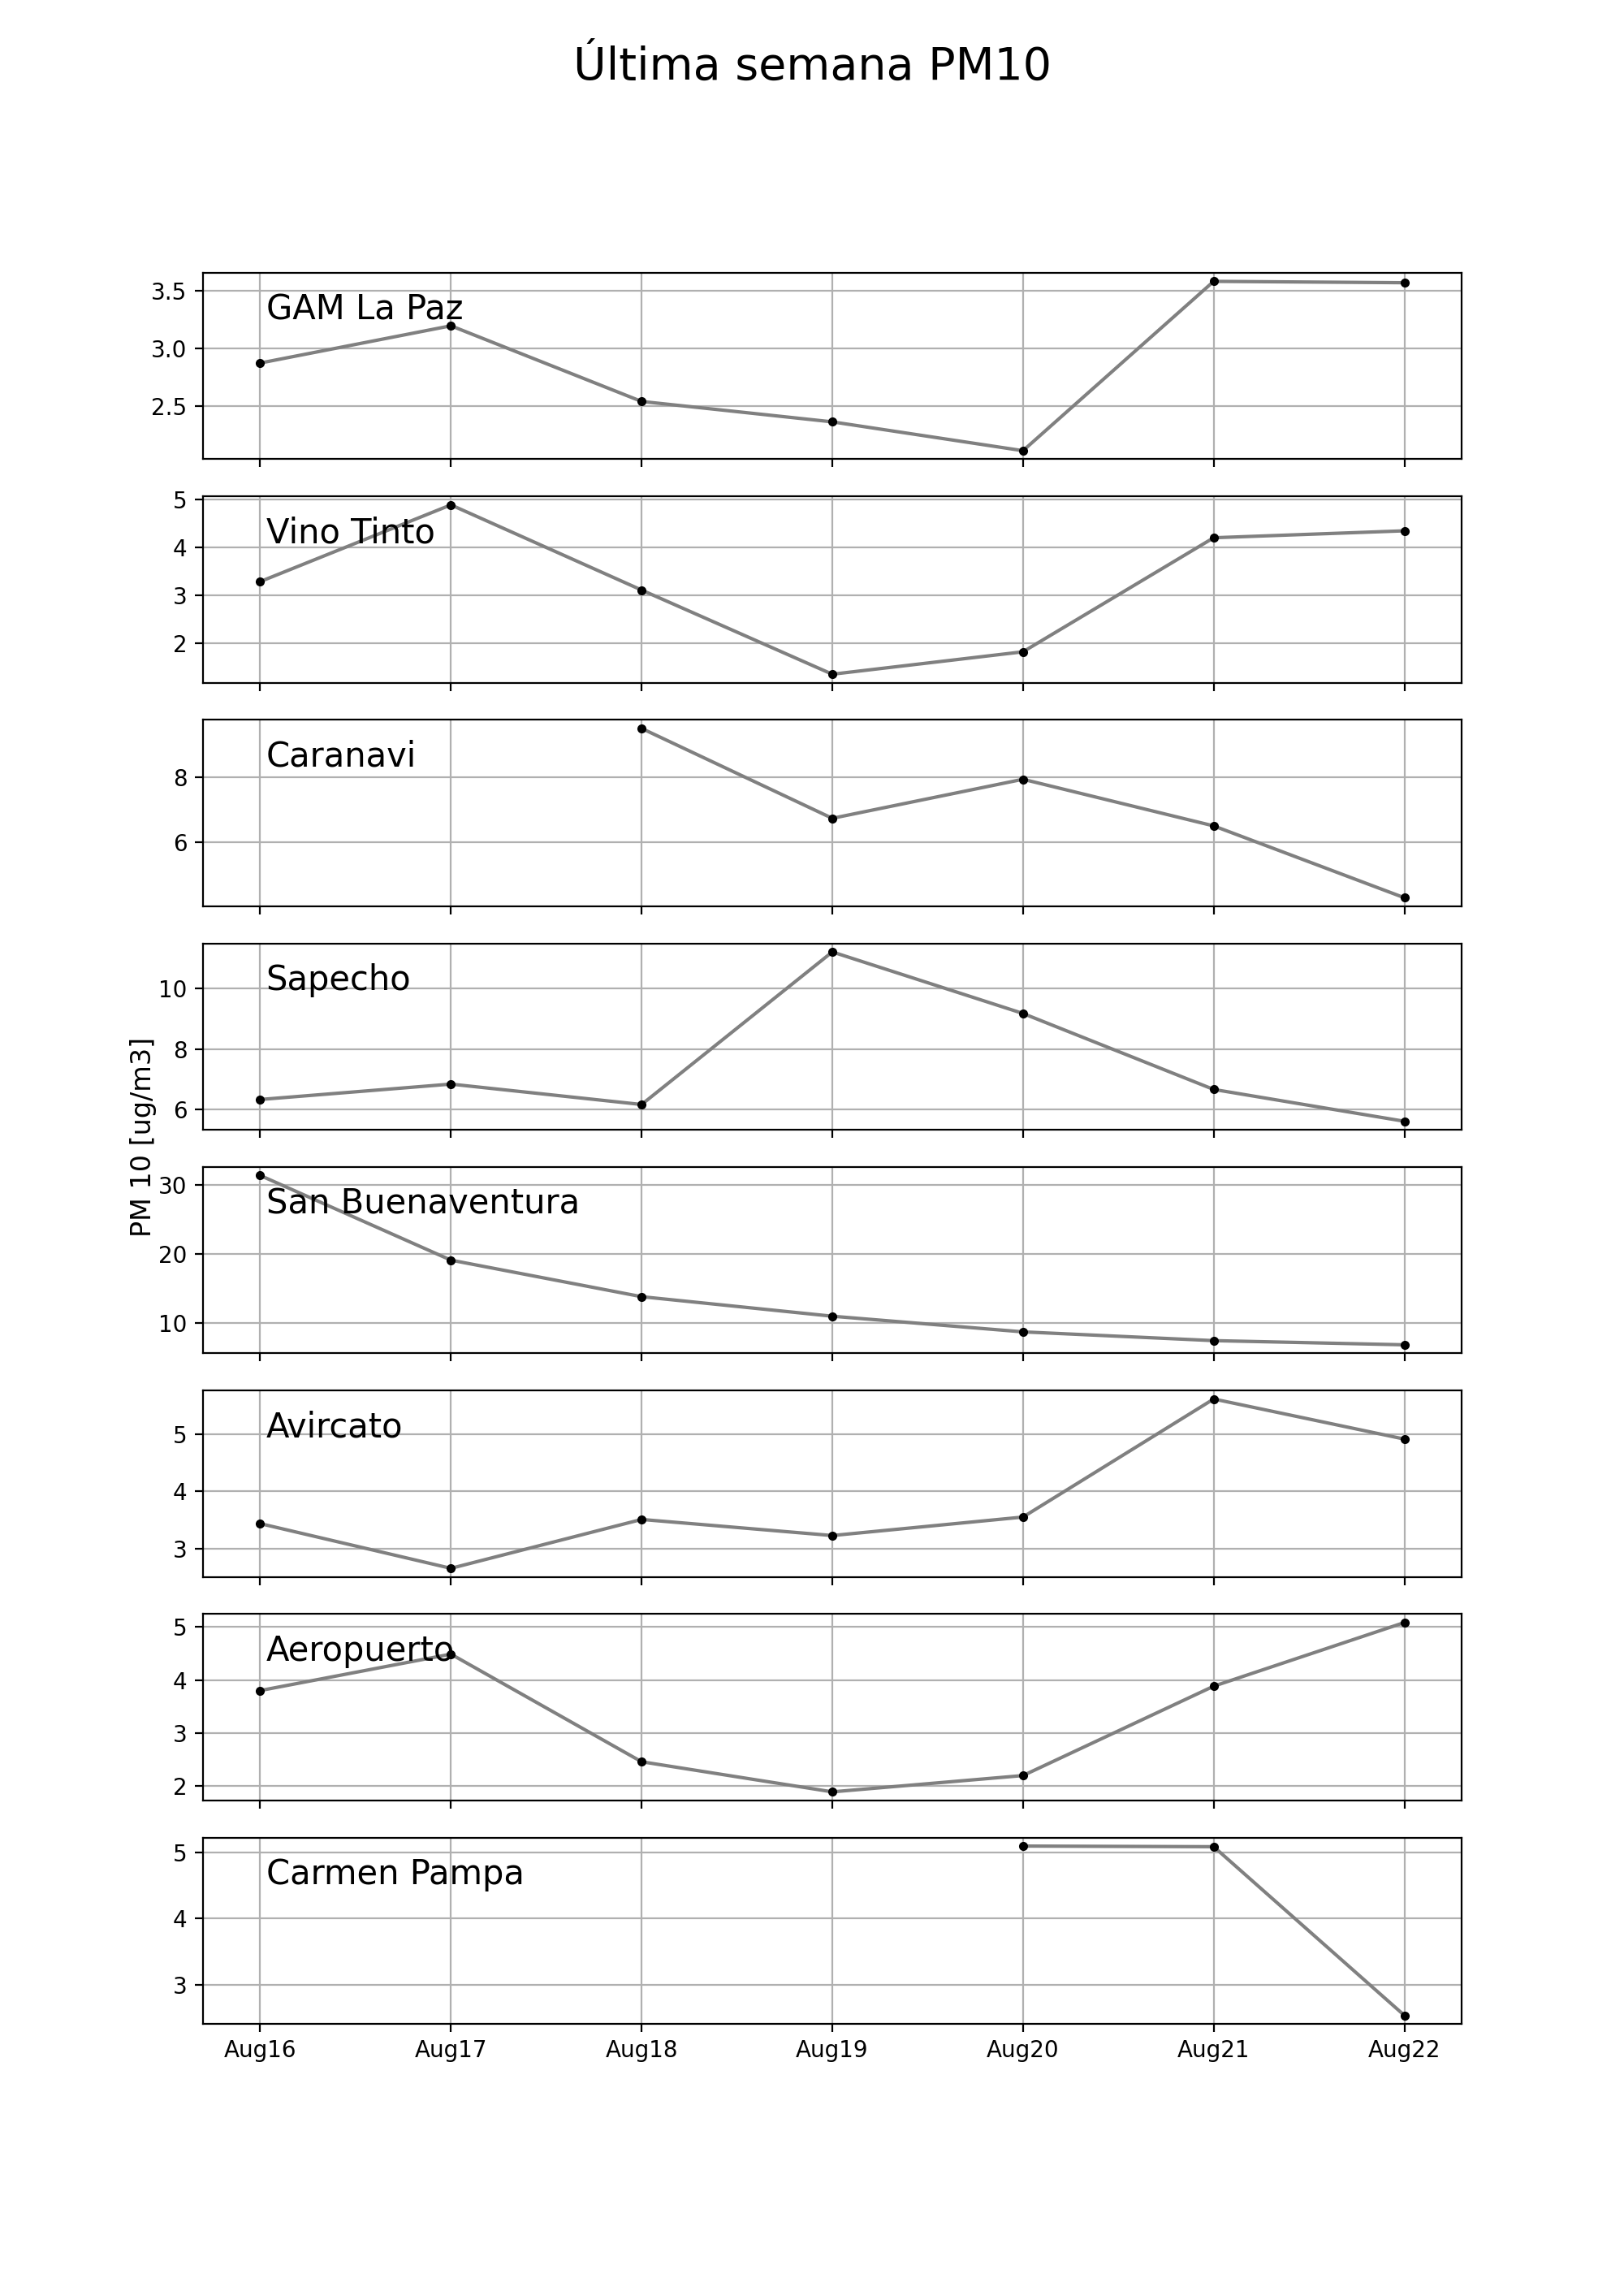 Última semana PM10
GAM La Paz
3.5
3.0
2.5
Vino Tinto
5
4
3
2
Caranavi
8
6
Sapecho
10
8
6
PM 10 [ug/m3]
San Buenaventura
30
20
10
Avircato
5
4
3
Aeropuerto
5
4
3
2
Carmen Pampa
5
4
3
Aug16 Aug17 Aug18 Aug19 Aug20 Aug21 Aug22